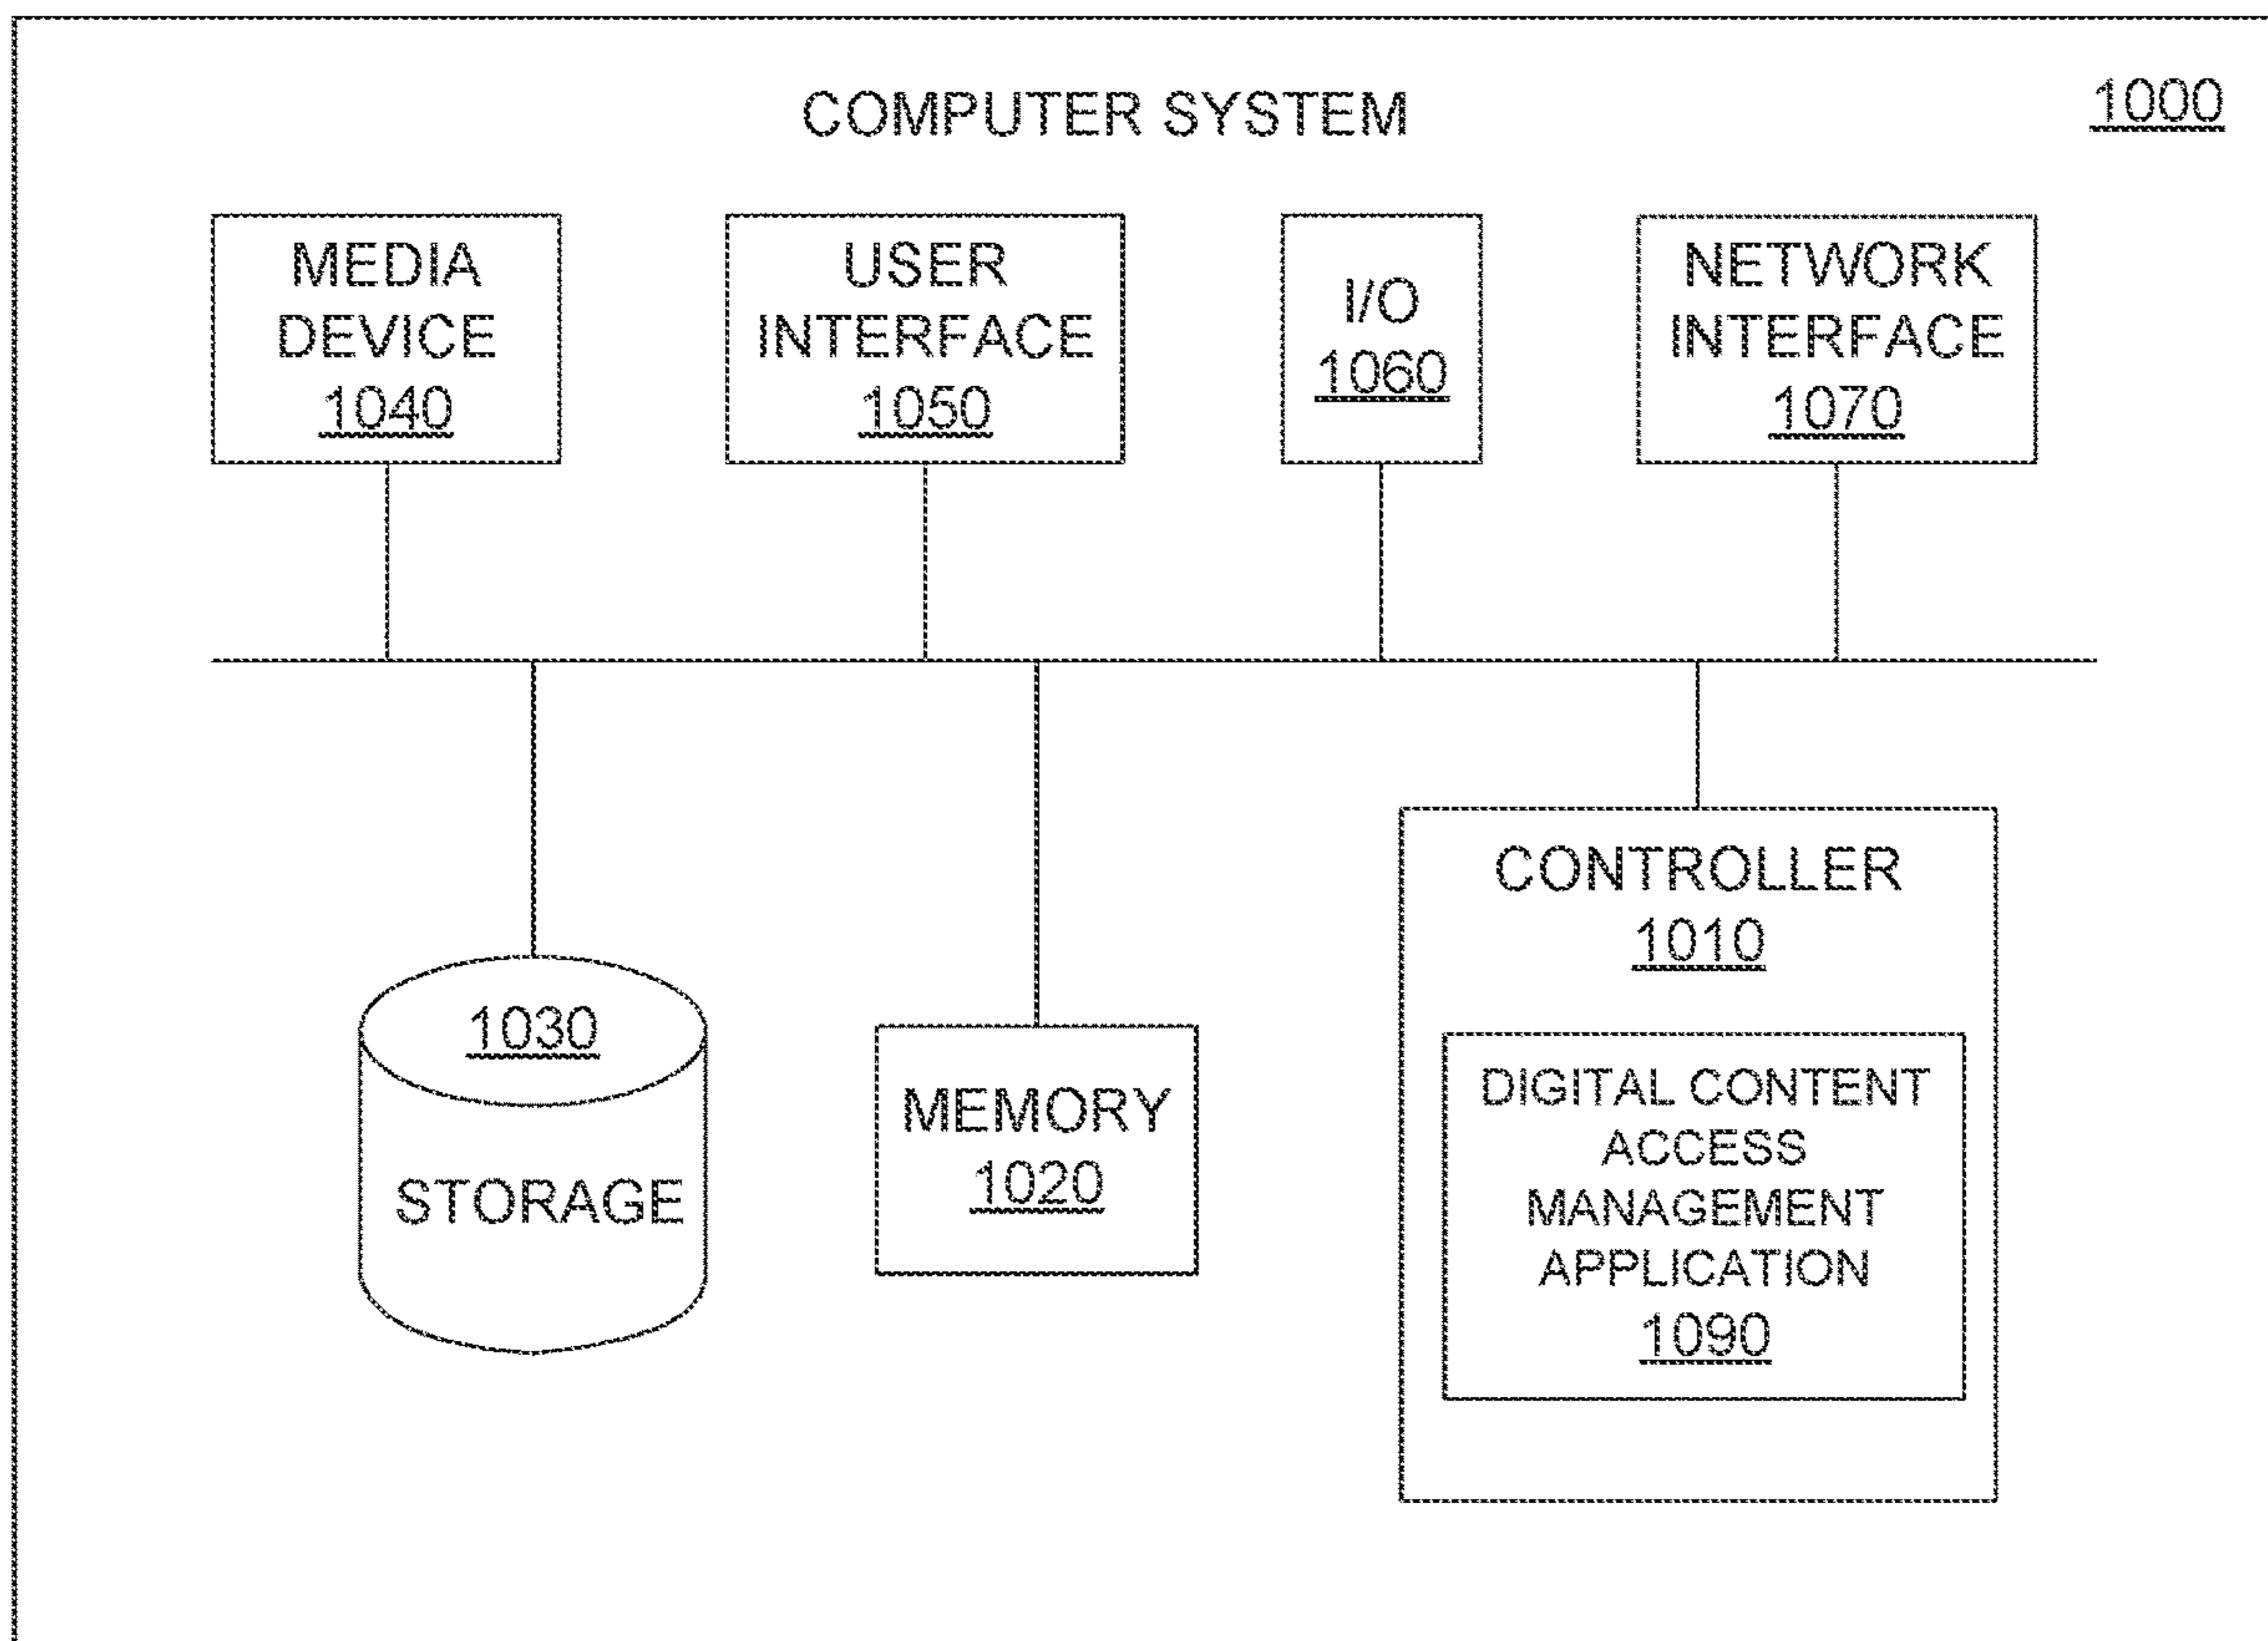 COMPUTER SYSTEM
1000
MEDIA
DEVICE
1040
USER
INTERFACE
1050
I/O
1060
NETWORK
INTERFACE
1070
1030
STORAGE
MEMORY
1020
CONTROLLER
1010
DIGITAL CONTENT
ACCESS
MANAGEMENT
APPLICATION
1090